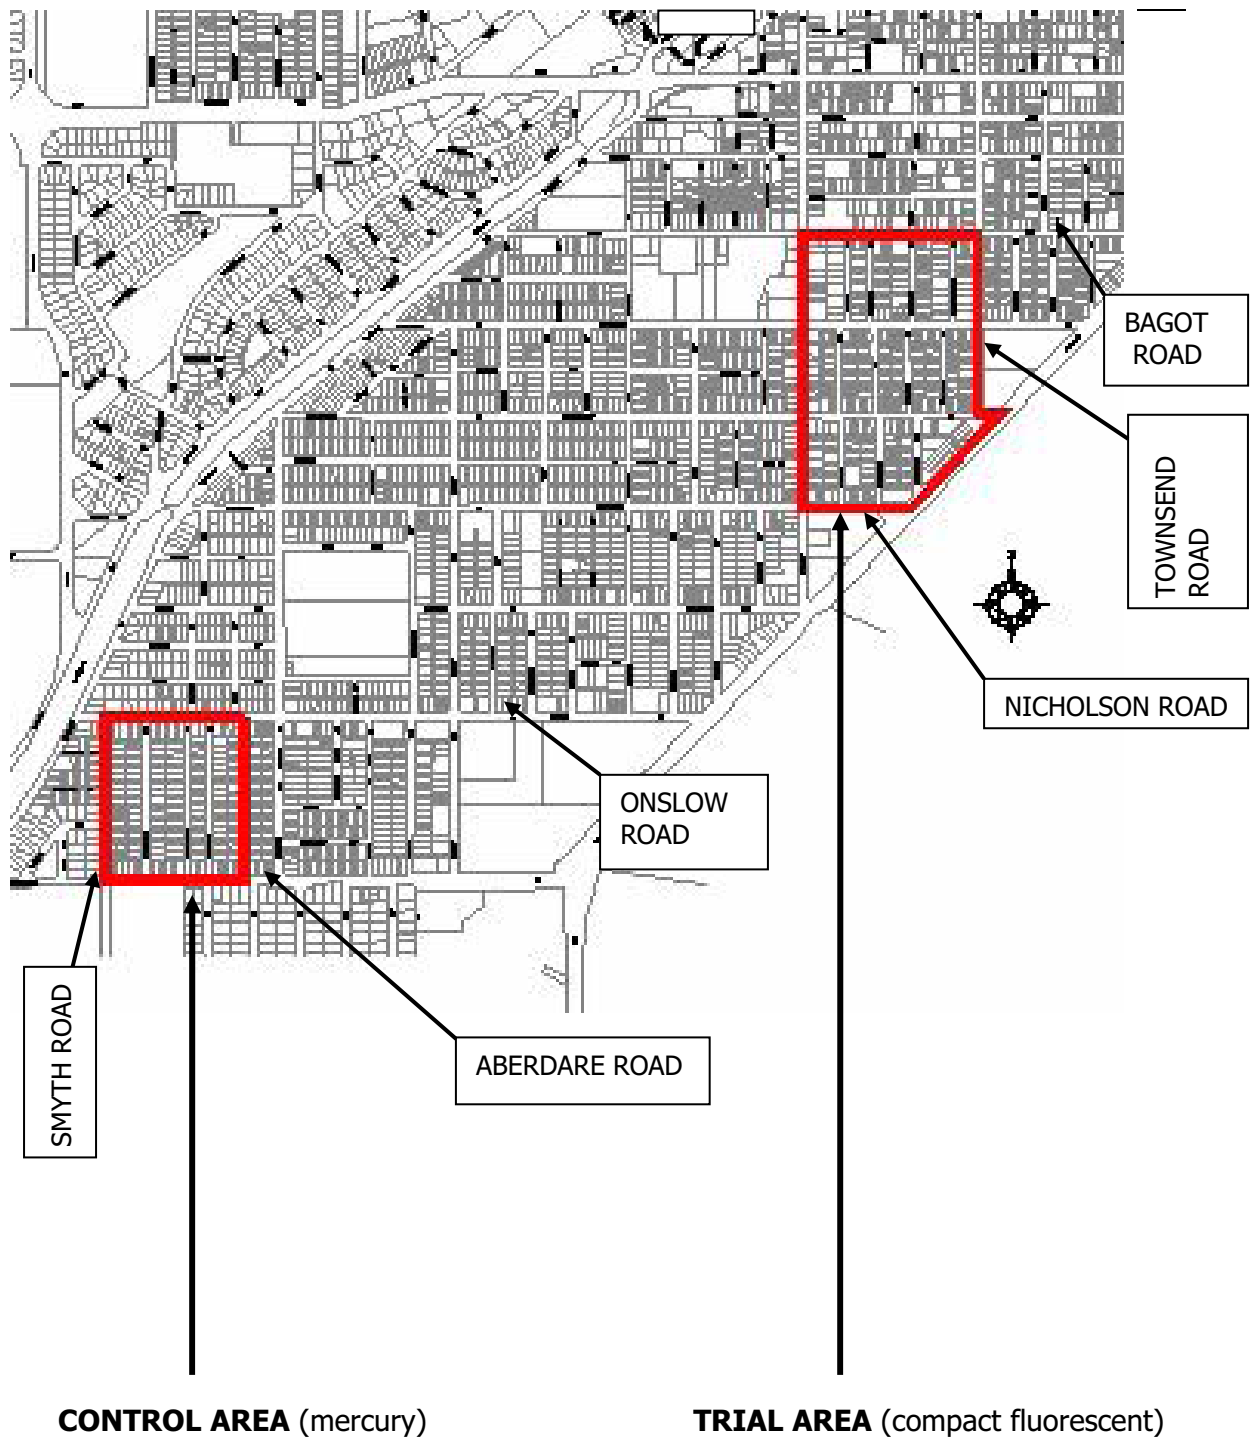 BAGOT
ROAD
TOWNSEND
ROAD
NICHOLSON ROAD
ONSLOW
ROAD
SMYTH ROAD
ABERDARE ROAD
CONTROL AREA (mercury)
TRIAL AREA (compact fluorescent)